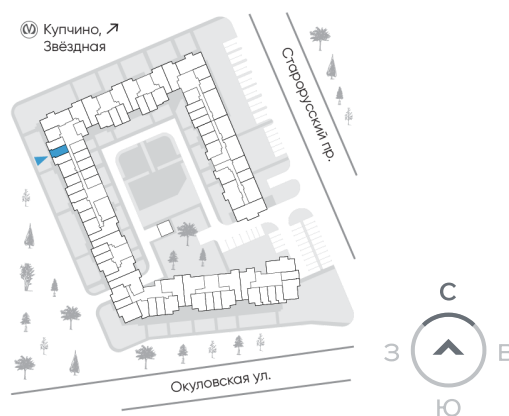 Купчино, ↗
Звёздная
Старорусский пр.
Окуловская ул.
С
З
В
Ю